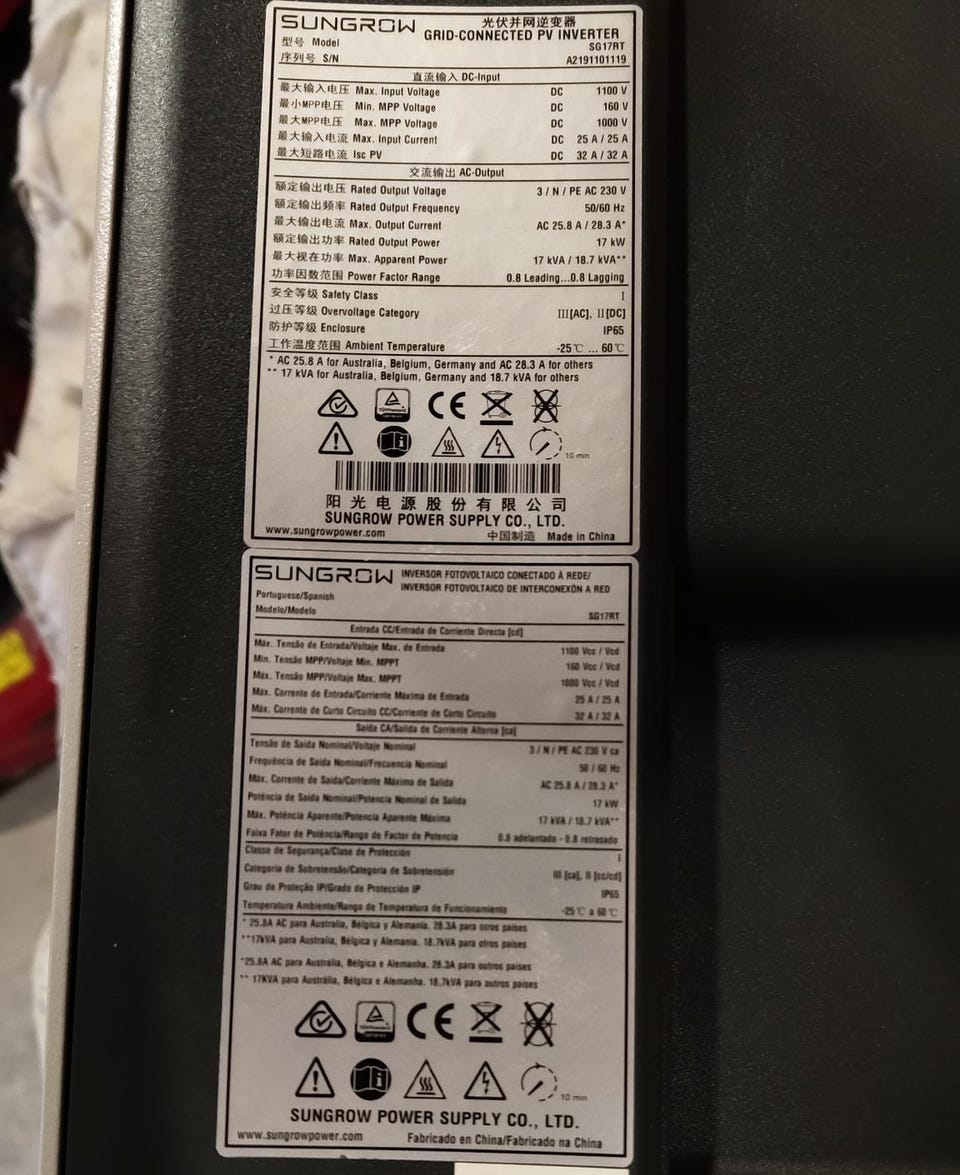 SUNGROW 光伏并网逆变器
GRID-CONNECTED PV INVERTER
型号 Model SG17RT
序列号 S/N A2191101119
直流输入 DC-Input
最大输入电压 Max. Input Voltage DC 1100 V
最小MPP电压 Min. MPP Voltage DC 160 V
最大MPP电压 Max. MPP Voltage DC 1000 V
最大输入电流 Max. Input Current DC 25 A / 25 A
最大短路电流 Isc PV DC 32 A / 32 A
交流输出 AC-Output
额定输出电压 Rated Output Voltage 3 / N / PE AC 230 V
额定输出频率 Rated Output Frequency 50/60 Hz
最大输出电流 Max. Output Current AC 25.8 A / 28.3 A*
额定输出功率 Rated Output Power 17 kW
最大视在功率 Max. Apparent Power 17 kVA / 18.7 kVA**
功率因数范围 Power Factor Range 0.8 Leading...0.8 Lagging
安全等级 Safety Class I
过压等级 Overvoltage Category III[AC], II[DC]
防护等级 Enclosure IP65
工作温度范围 Ambient Temperature -25℃ ... 60℃
* AC 25.8 A for Australia, Belgium, Germany and AC 28.3 A for others
** 17 kVA for Australia, Belgium, Germany and 18.7 kVA for others
CE
10 min
阳光电源股份有限公司
SUNGROW POWER SUPPLY CO., LTD.
www.sungrowpower.com 中国制造 Made in China
SUNGROW INVERSOR FOTOVOLTAICO CONECTADO À REDE/
INVERSOR FOTOVOLTAICO DE INTERCONEXÓN A RED
Portuguese/Spanish
Modelo/Modelo SG17RT
Entrada CC/Entrada de Corriente Directa [cd]
Máx. Tensão de Entrada/Voltaje Max. de Entrada 1100 Vcc / Vcd
Min. Tensão MPP/Voltaje Min. MPPT 160 Vcc / Vcd
Máx. Tensão MPP/Voltaje Max. MPPT 1000 Vcc / Vcd
Máx. Corrente de Entrada/Corriente Máxima de Entrada 25 A / 25 A
Máx. Corrente de Curto Circuito CC/Corriente de Corto Circuito 32 A / 32 A
Saída CA/Salida de Corriente Alterna [ca]
Tensão de Saída Nominal/Voltaje Nominal 3 / N / PE AC 230 V ca
Frequência de Saída Nominal/Frecuencia Nominal 50 / 60 Hz
Máx. Corrente de Saída/Corriente Máxima de Salida AC 25.8 A / 28.3 A*
Potência de Saída Nominal/Potencia Nominal de Salida 17 kW
Máx. Potência Aparente/Potencia Aparente Máxima 17 kVA / 18.7 kVA**
Faixa Fator de Potência/Rango de Factor de Potencia 0.8 adelantado - 0.8 retrasado
Classe de Segurança/Clase de Protección I
Categoria de Sobretensão/Categoría de Sobretensión III [ca], II [cc/cd]
Grau de Proteção IP/Grado de Protección IP IP65
Temperatura Ambiente/Rango de Temperatura de Funcionamiento -25℃ a 60℃
* 25.8A AC para Australia, Bélgica y Alemania. 28.3A para otros países
**17kVA para Australia, Bélgica y Alemania. 18.7kVA para otros países
*25.8A AC para Austrália, Bélgica e Alemanha. 28.3A para outros países
** 17KVA para Austrália, Bélgica e Alemanha. 18.7kVA para outros países
CE
10 min
SUNGROW POWER SUPPLY CO., LTD.
www.sungrowpower.com Fabricado en China/Fabricado na China